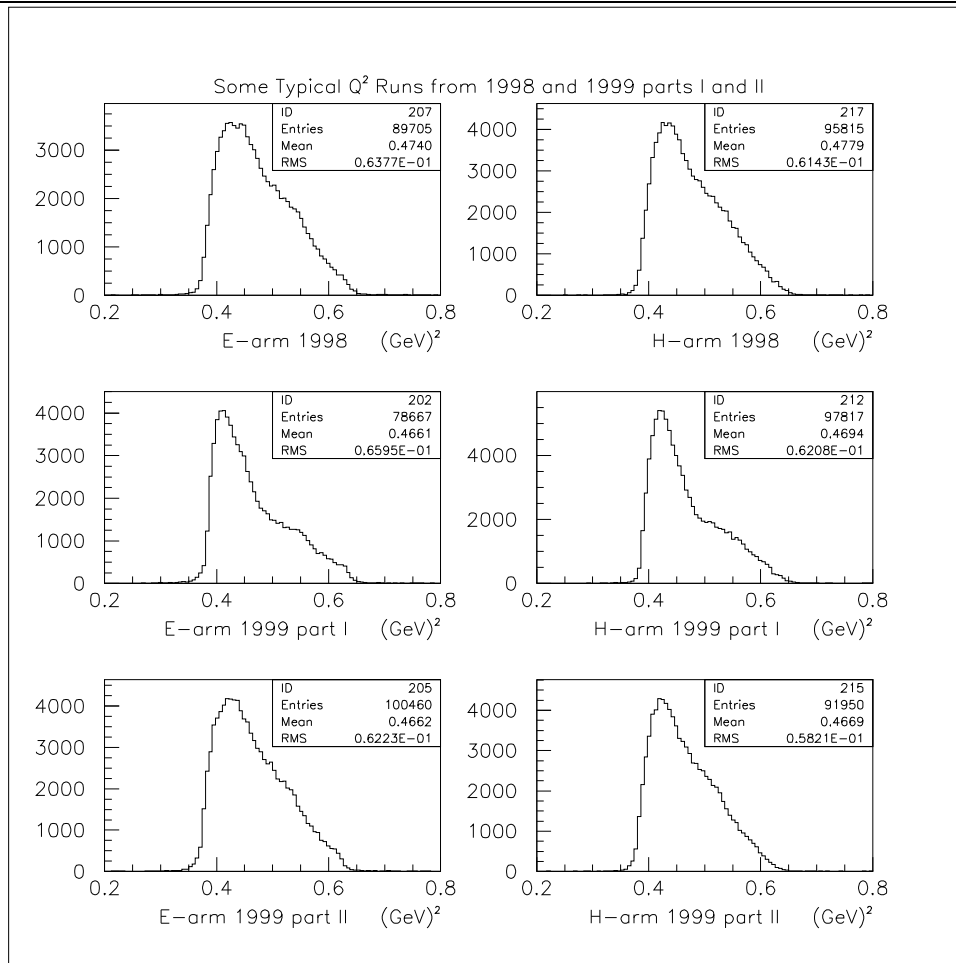 Some Typical Q² Runs from 1998 and 1999 parts I and II
ID 207
Entries 89705
Mean 0.4740
RMS 0.6377E-01
3000
2000
1000
0
0.2 0.4 0.6 0.8
E-arm 1998 (GeV)²
ID 217
Entries 95815
Mean 0.4779
RMS 0.6143E-01
4000
3000
2000
1000
0
0.2 0.4 0.6 0.8
H-arm 1998 (GeV)²
ID 202
Entries 78667
Mean 0.4661
RMS 0.6595E-01
4000
3000
2000
1000
0
0.2 0.4 0.6 0.8
E-arm 1999 part I (GeV)²
ID 212
Entries 97817
Mean 0.4694
RMS 0.6208E-01
4000
2000
0
0.2 0.4 0.6 0.8
H-arm 1999 part I (GeV)²
ID 205
Entries 100460
Mean 0.4662
RMS 0.6223E-01
4000
3000
2000
1000
0
0.2 0.4 0.6 0.8
E-arm 1999 part II (GeV)²
ID 215
Entries 91950
Mean 0.4669
RMS 0.5821E-01
4000
3000
2000
1000
0
0.2 0.4 0.6 0.8
H-arm 1999 part II (GeV)²